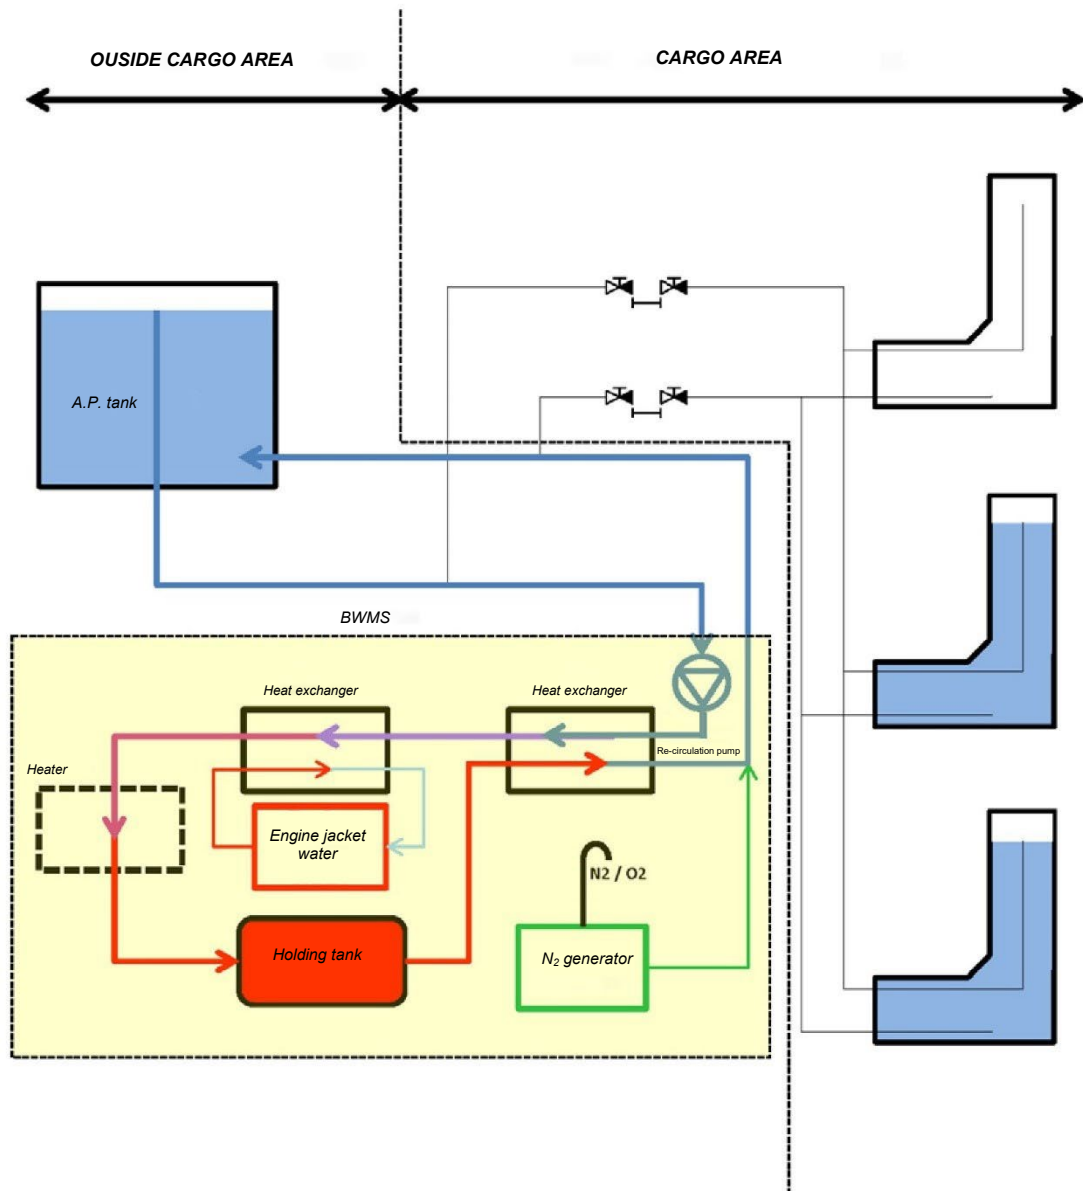 OUSIDE CARGO AREA
CARGO AREA
A.P. tank
BWMS
Heat exchanger
Heat exchanger
Re-circulation pump
Heater
Engine jacket
water
N2 / O2
Holding tank
N₂ generator